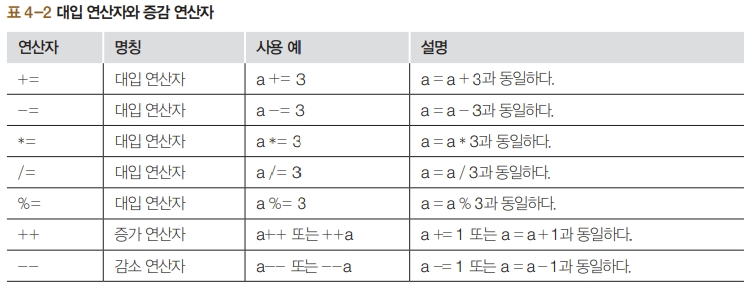 표 4-2 대입 연산자와 증감 연산자
연산자 명칭 사용 예 설명
+= 대입 연산자 a += 3 a = a + 3과 동일하다.
-= 대입 연산자 a -= 3 a = a - 3과 동일하다.
*= 대입 연산자 a *= 3 a = a * 3과 동일하다.
/= 대입 연산자 a /= 3 a = a / 3과 동일하다.
%= 대입 연산자 a %= 3 a = a % 3과 동일하다.
++ 증가 연산자 a++ 또는 ++a a += 1 또는 a = a+1과 동일하다.
-- 감소 연산자 a-- 또는 --a a -= 1 또는 a = a-1과 동일하다.